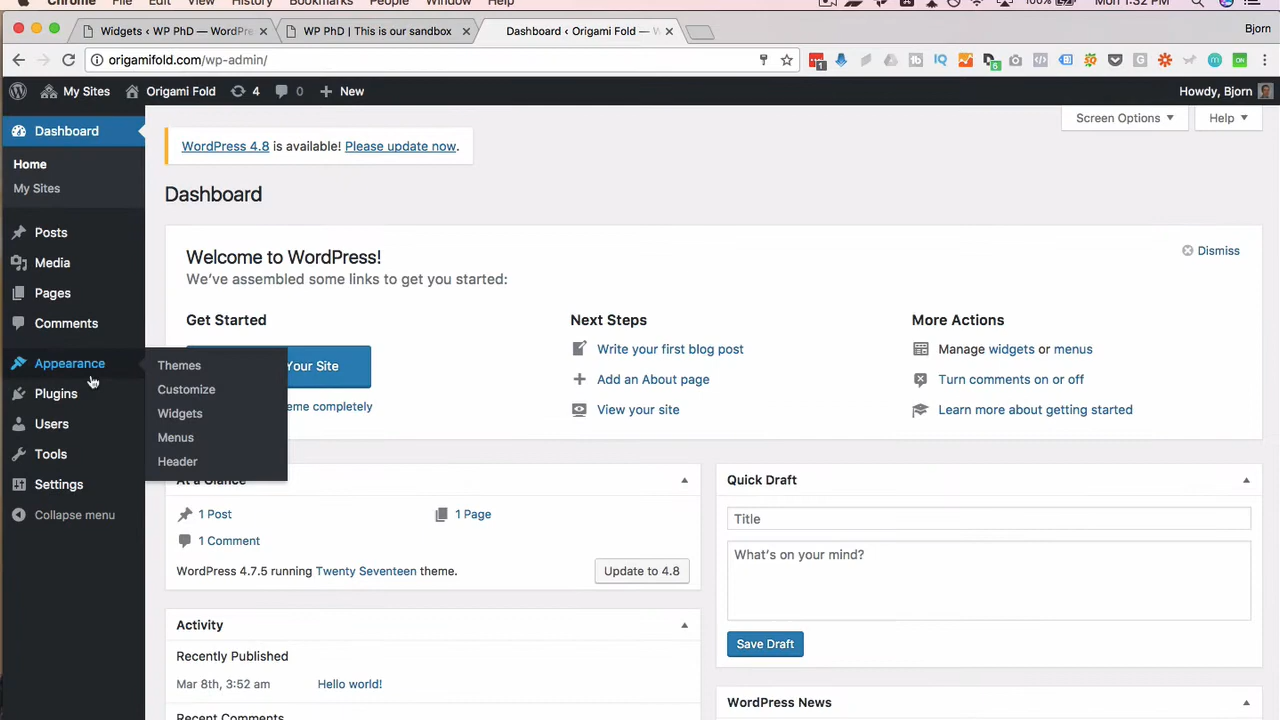 Chrome File Edit View History Bookmarks People Window Help 100% Mon 1:32 PM
Widgets ‹ WP PhD — WordPre
WP PhD | This is our sandbox
Dashboard ‹ Origami Fold — W
Bjorn
origamifold.com/wp-admin/
My Sites Origami Fold 4 0 New Howdy, Bjorn
Dashboard
Home
My Sites
Posts
Media
Pages
Comments
Appearance
Plugins
Users
Tools
Settings
Collapse menu
Themes
Customize
Widgets
Menus
Header
Screen Options
Help
WordPress 4.8 is available! Please update now.
Dashboard
Welcome to WordPress!
We've assembled some links to get you started:
Dismiss
Get Started
Your Site
eme completely
Next Steps
Write your first blog post
Add an About page
View your site
More Actions
Manage widgets or menus
Turn comments on or off
Learn more about getting started
At a Glance
1 Post
1 Page
1 Comment
WordPress 4.7.5 running Twenty Seventeen theme.
Update to 4.8
Activity
Recently Published
Mar 8th, 3:52 am Hello world!
Recent Comments
Quick Draft
Title
What's on your mind?
Save Draft
WordPress News